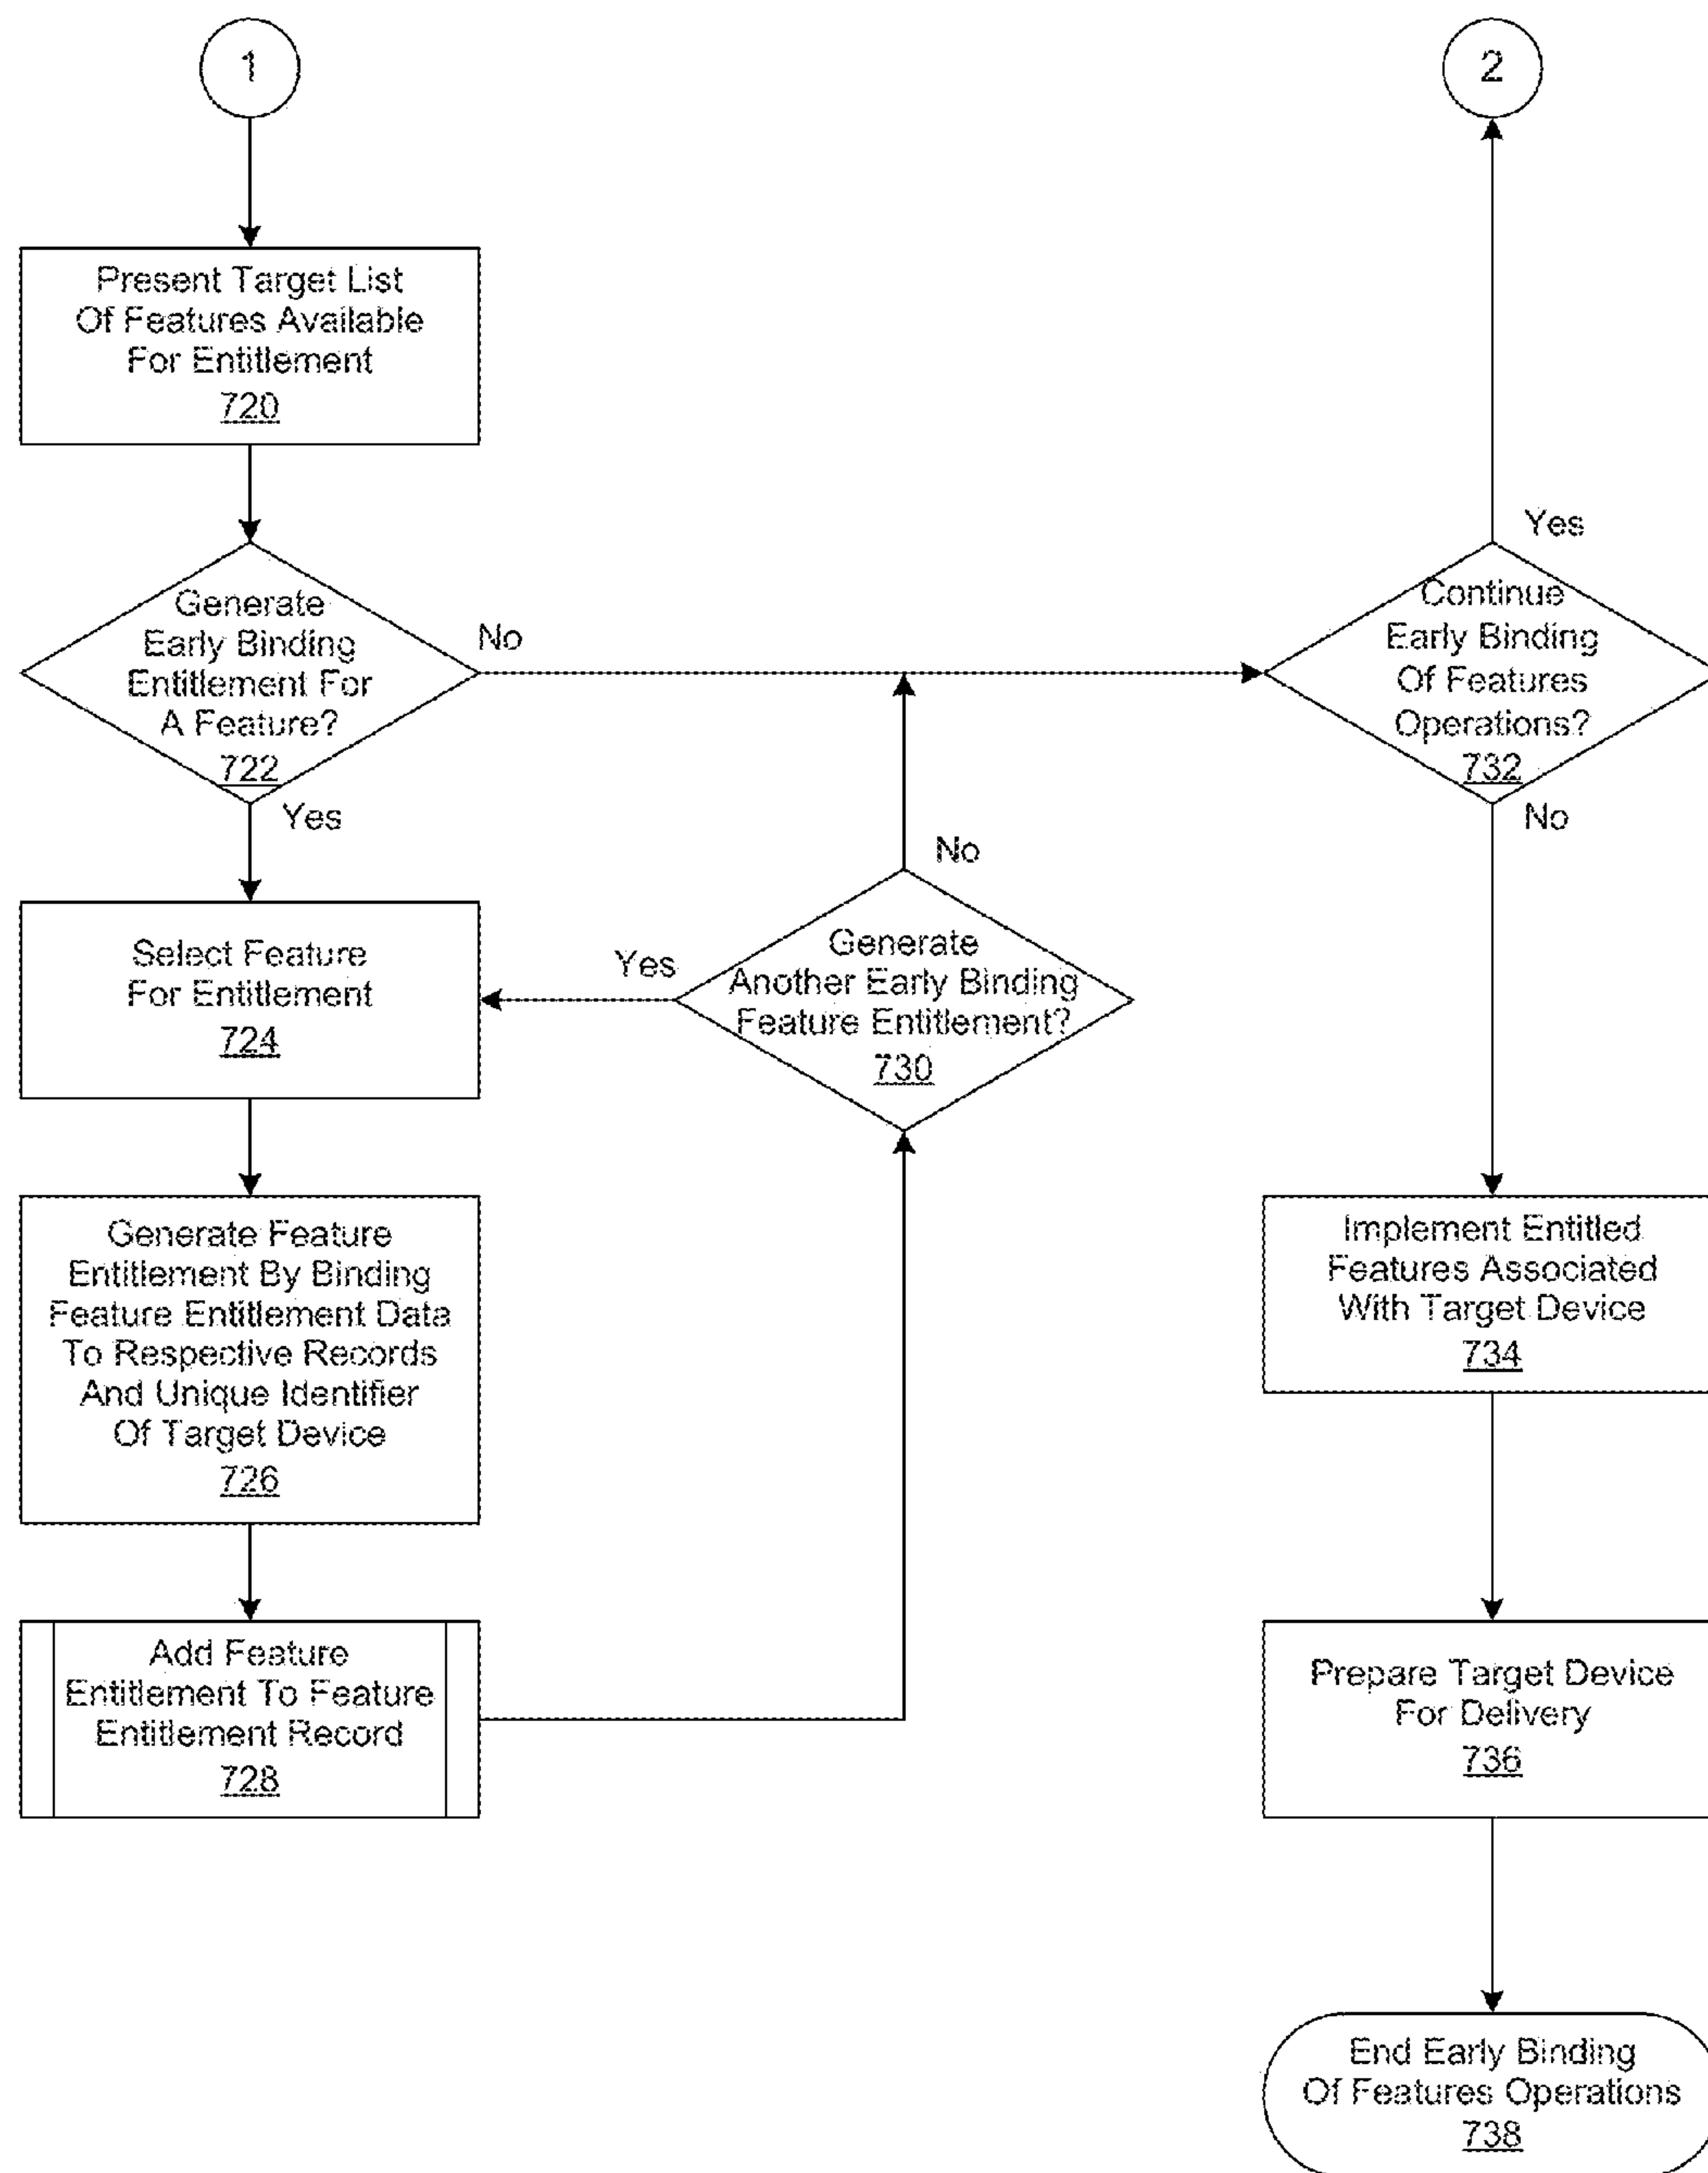 1
Present Target List
Of Features Available
For Entitlement
720
Generate
Early Binding
Entitlement For
A Feature?
722
No
Yes
Select Feature
For Entitlement
724
Generate Feature
Entitlement By Binding
Feature Entitlement Data
To Respective Records
And Unique Identifier
Of Target Device
726
Add Feature
Entitlement To Feature
Entitlement Record
728
Generate
Another Early Binding
Feature Entitlement?
730
Yes
No
2
Yes
Continue
Early Binding
Of Features
Operations?
732
No
Implement Entitled
Features Associated
With Target Device
734
Prepare Target Device
For Delivery
736
End Early Binding
Of Features Operations
738